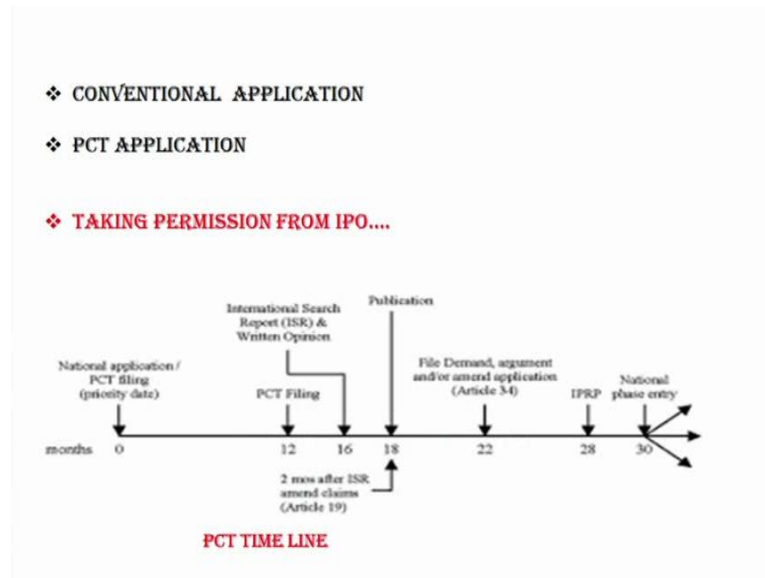 CONVENTIONAL APPLICATION
PCT APPLICATION
TAKING PERMISSION FROM IPO....
International Search
Report (ISR) &
Written Opinion
Publication
National application /
PCT filing
(priority date)
PCT Filing
File Demand, argument
and/or amend application
(Article 34)
IPRP
National
phase entry
months 0 12 16 18 22 28 30
2 mos after ISR
amend claims
(Article 19)
PCT TIME LINE